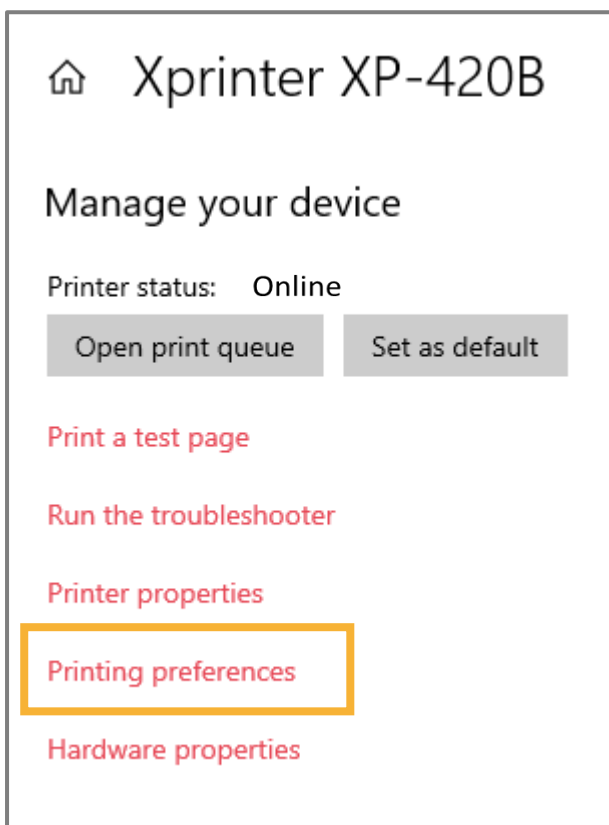 Xprinter XP-420B
Manage your device
Printer status: Online
Open print queue Set as default
Print a test page
Run the troubleshooter
Printer properties
Printing preferences
Hardware properties